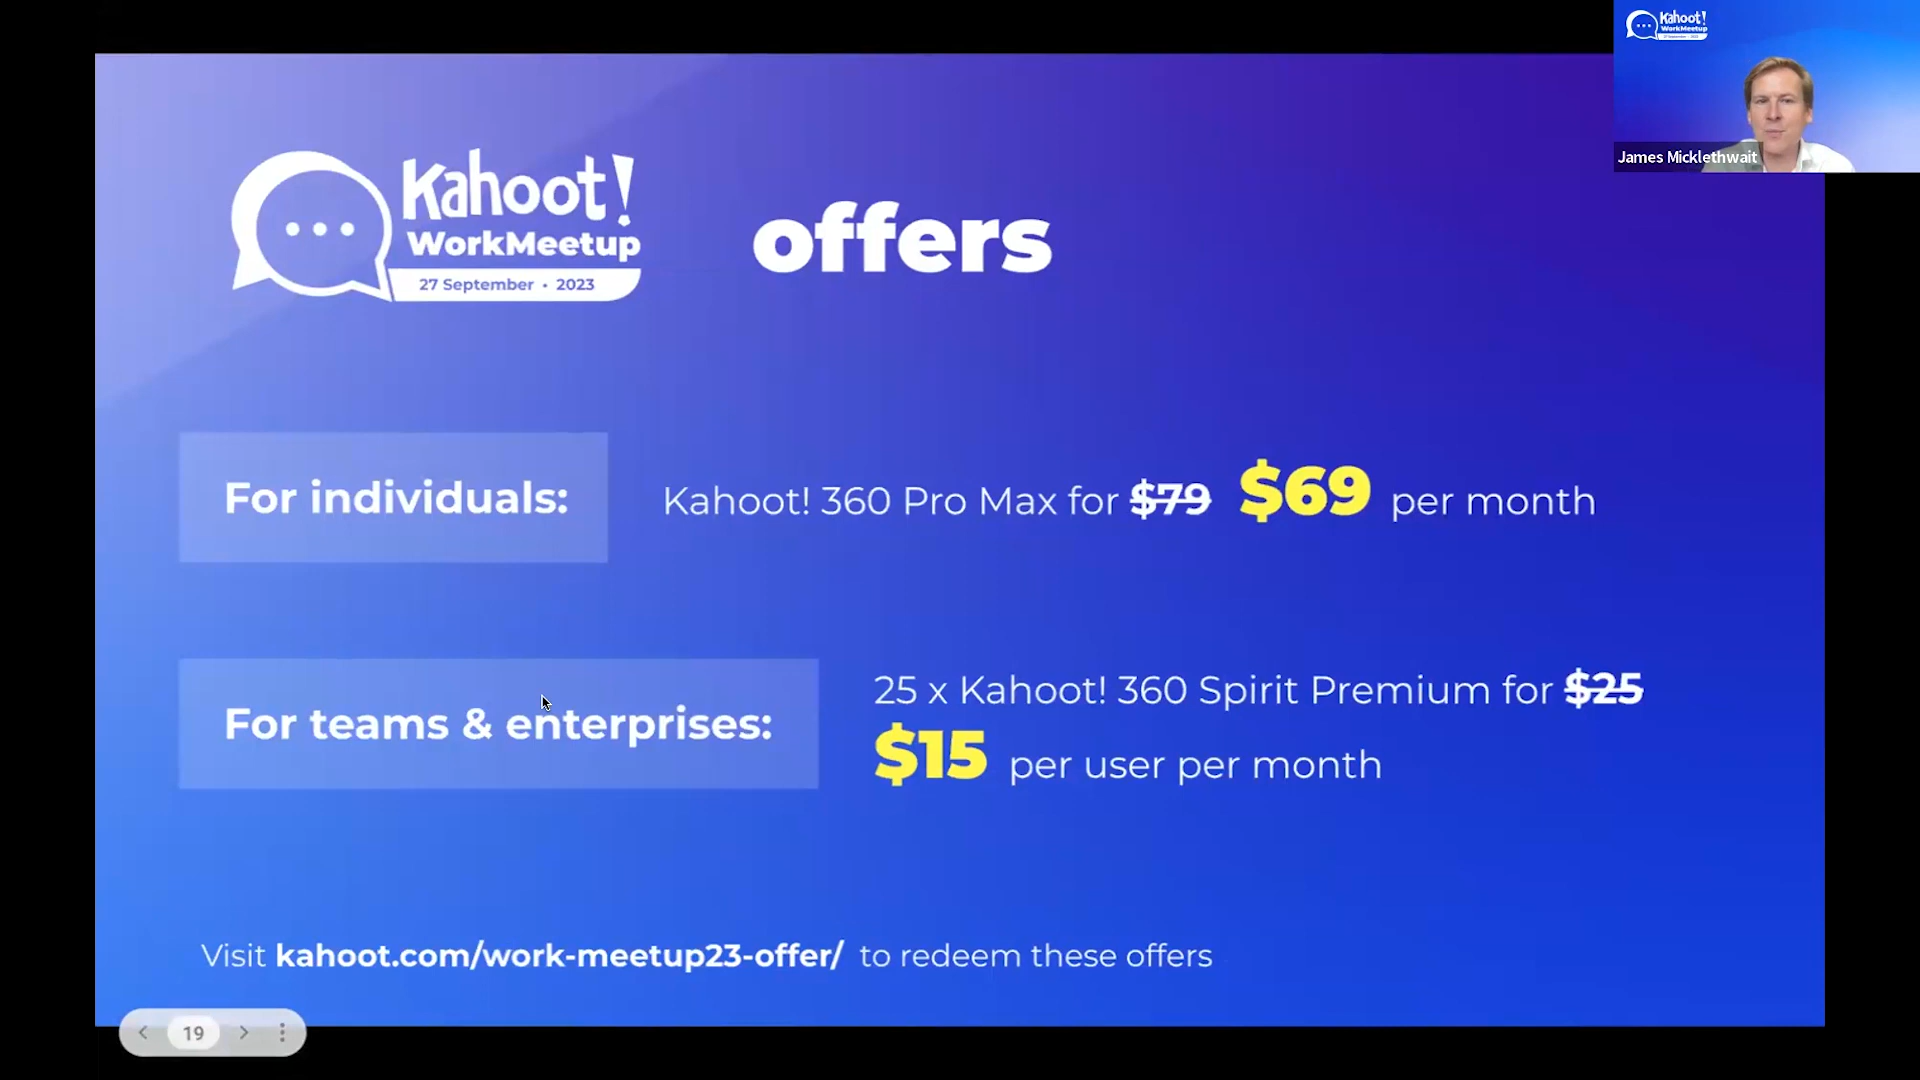 Kahoot!
WorkMeetup
James Micklethwait
Kahoot!
WorkMeetup
27 September • 2023
offers
For individuals:
Kahoot! 360 Pro Max for $79 $69 per month
For teams & enterprises:
25 x Kahoot! 360 Spirit Premium for $25
$15 per user per month
Visit kahoot.com/work-meetup23-offer/ to redeem these offers
19